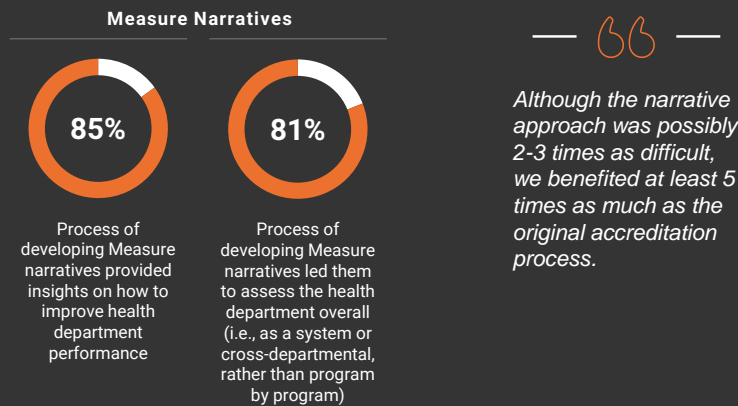 Measure Narratives
85%
Process of
developing Measure
narratives provided
insights on how to
improve health
department
performance
81%
Process of
developing Measure
narratives led them
to assess the health
department overall
(i.e., as a system or
cross-departmental,
rather than program
by program)
Although the narrative
approach was possibly
2-3 times as difficult,
we benefited at least 5
times as much as the
original accreditation
process.